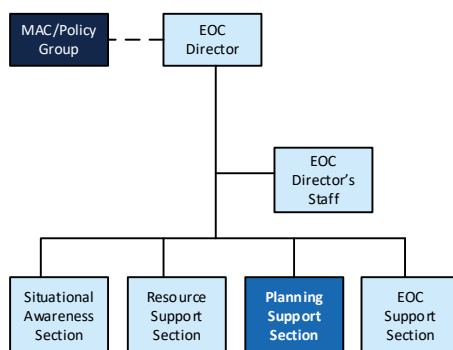 MAC/Policy
Group
EOC
Director
EOC
Director's
Staff
Situational
Awareness
Section
Resource
Support
Section
Planning
Support
Section
EOC
Support
Section